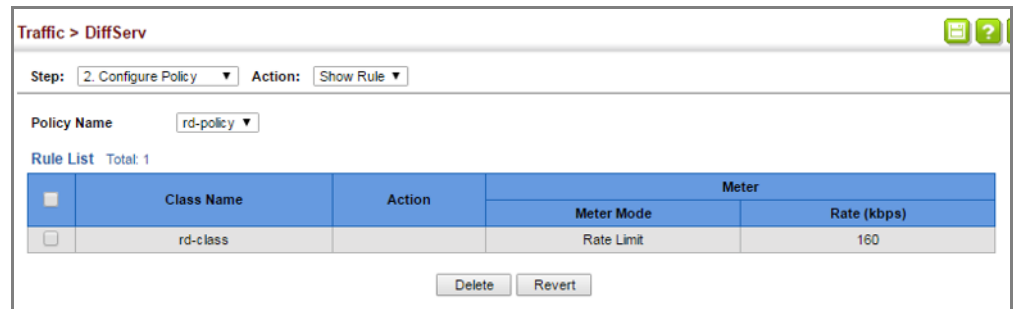 Traffic > DiffServ
Step: 2. Configure Policy Action: Show Rule
Policy Name rd-policy
Rule List Total: 1
Class Name Action Meter
Meter Mode Rate (kbps)
rd-class Rate Limit 160
Delete Revert